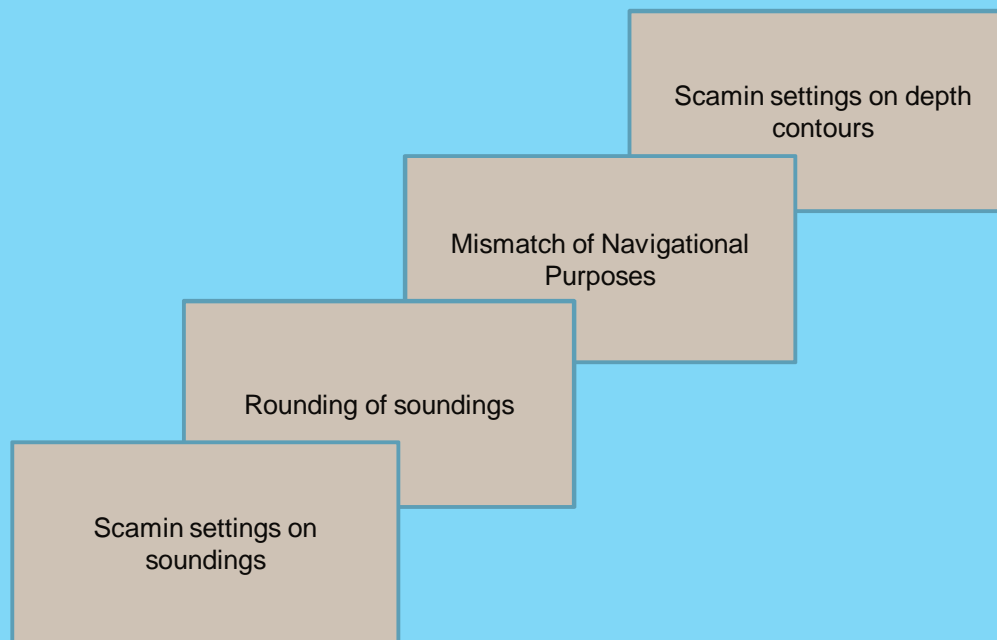 Scamin settings on depth
contours
Mismatch of Navigational
Purposes
Rounding of soundings
Scamin settings on
soundings